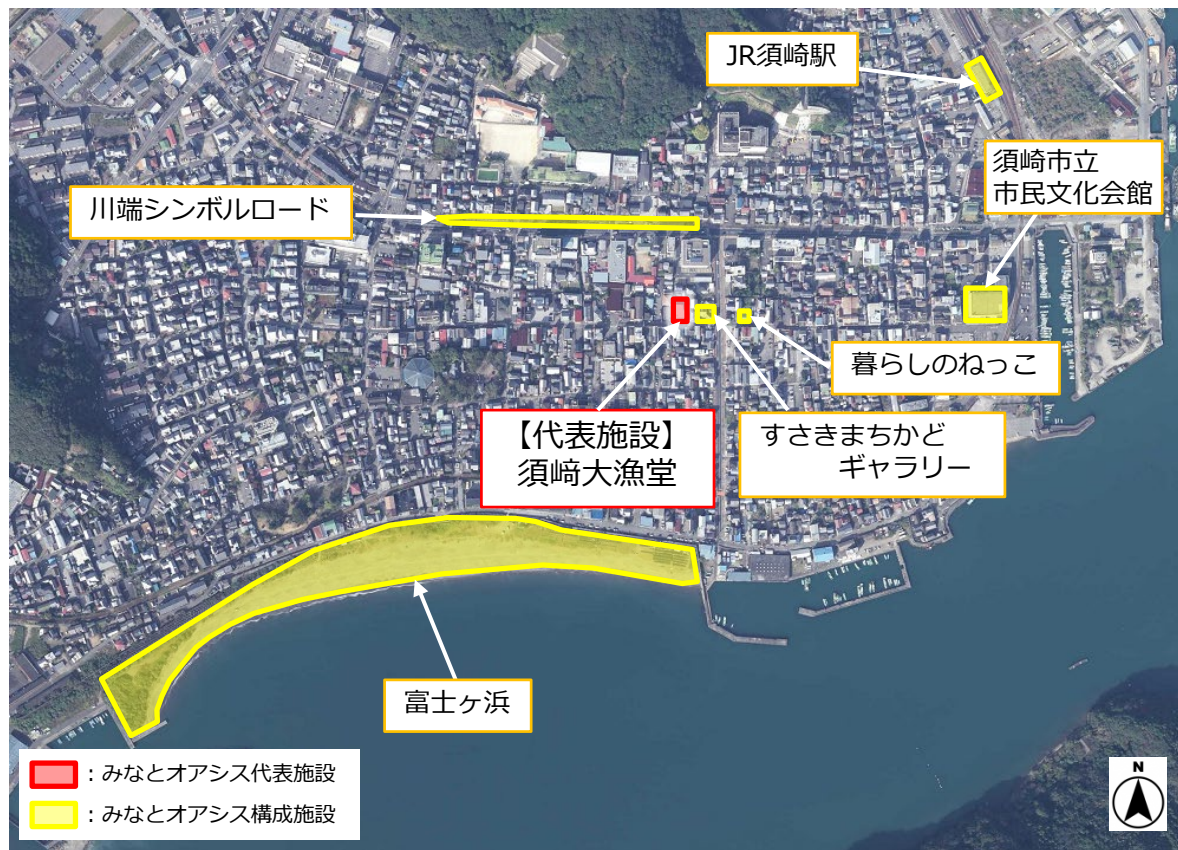 JR須崎駅
須崎市立
市民文化会館
川端シンボルロード
暮らしのねっこ
【代表施設】
須﨑大漁堂
すさきまちかど
ギャラリー
富士ヶ浜
：みなとオアシス代表施設
：みなとオアシス構成施設
N